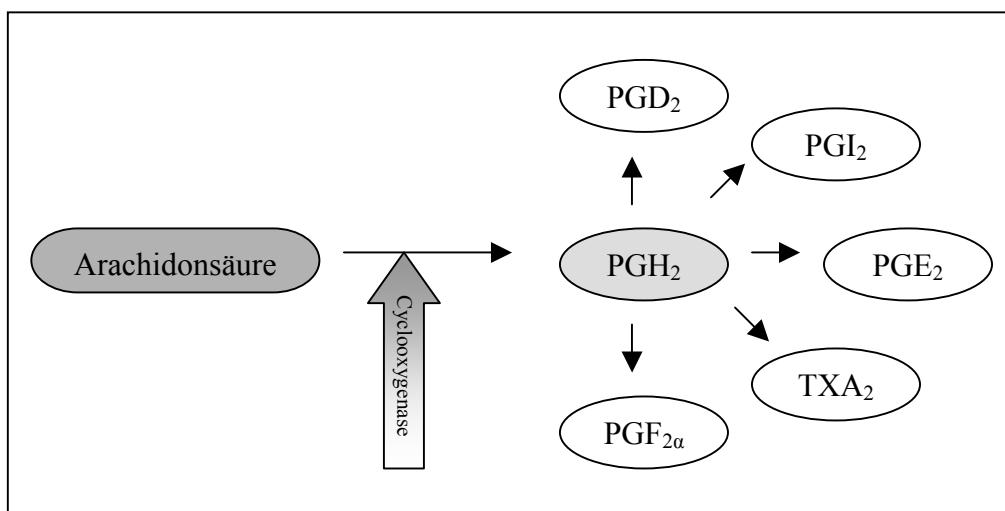 PGD₂
PGI₂
Arachidonsäure
PGH₂
PGE₂
Cyclooxygenase
TXA₂
PGF₂α